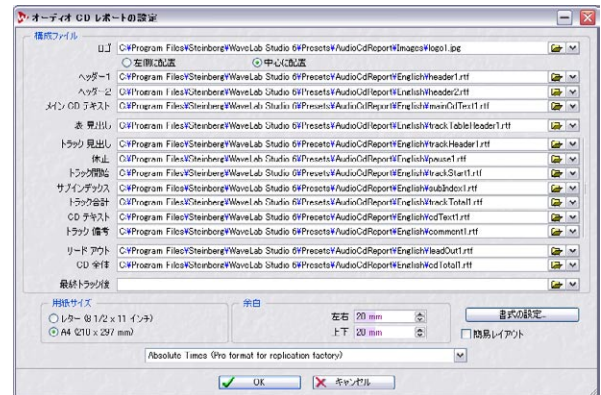 オーディオ CD レポートの設定
構成ファイル
ロゴ C:¥Program Files¥Steinberg¥WaveLab Studio 6¥Presets¥AudioCdReport¥Images¥logo1.jpg
左側に配置 中心に配置
ヘッダー1 C:¥Program Files¥Steinberg¥WaveLab Studio 6¥Presets¥AudioCdReport¥English¥header1.rtf
ヘッダー2 C:¥Program Files¥Steinberg¥WaveLab Studio 6¥Presets¥AudioCdReport¥English¥header2.rtf
メイン CD テキスト C:¥Program Files¥Steinberg¥WaveLab Studio 6¥Presets¥AudioCdReport¥English¥mainCdText1.rtf
表 見出し C:¥Program Files¥Steinberg¥WaveLab Studio 6¥Presets¥AudioCdReport¥English¥trackTableHeader1.rtf
トラック 見出し C:¥Program Files¥Steinberg¥WaveLab Studio 6¥Presets¥AudioCdReport¥English¥trackHeader1.rtf
休止 C:¥Program Files¥Steinberg¥WaveLab Studio 6¥Presets¥AudioCdReport¥English¥pause1.rtf
トラック開始 C:¥Program Files¥Steinberg¥WaveLab Studio 6¥Presets¥AudioCdReport¥English¥trackStart1.rtf
サブインデックス C:¥Program Files¥Steinberg¥WaveLab Studio 6¥Presets¥AudioCdReport¥English¥subIndex1.rtf
トラック合計 C:¥Program Files¥Steinberg¥WaveLab Studio 6¥Presets¥AudioCdReport¥English¥trackTotal1.rtf
CD テキスト C:¥Program Files¥Steinberg¥WaveLab Studio 6¥Presets¥AudioCdReport¥English¥cdText1.rtf
トラック 備考 C:¥Program Files¥Steinberg¥WaveLab Studio 6¥Presets¥AudioCdReport¥English¥comment1.rtf
リード アウト C:¥Program Files¥Steinberg¥WaveLab Studio 6¥Presets¥AudioCdReport¥English¥leadOut1.rtf
CD 全体 C:¥Program Files¥Steinberg¥WaveLab Studio 6¥Presets¥AudioCdReport¥English¥cdTotal1.rtf
最終トラック後
用紙サイズ 余白
レター (8 1/2 x 11 インチ) 左右 20 mm 書式の設定...
A4 (210 x 297 mm) 上下 20 mm 簡易レイアウト
Absolute Times (Pro format for replication factory)
OK キャンセル